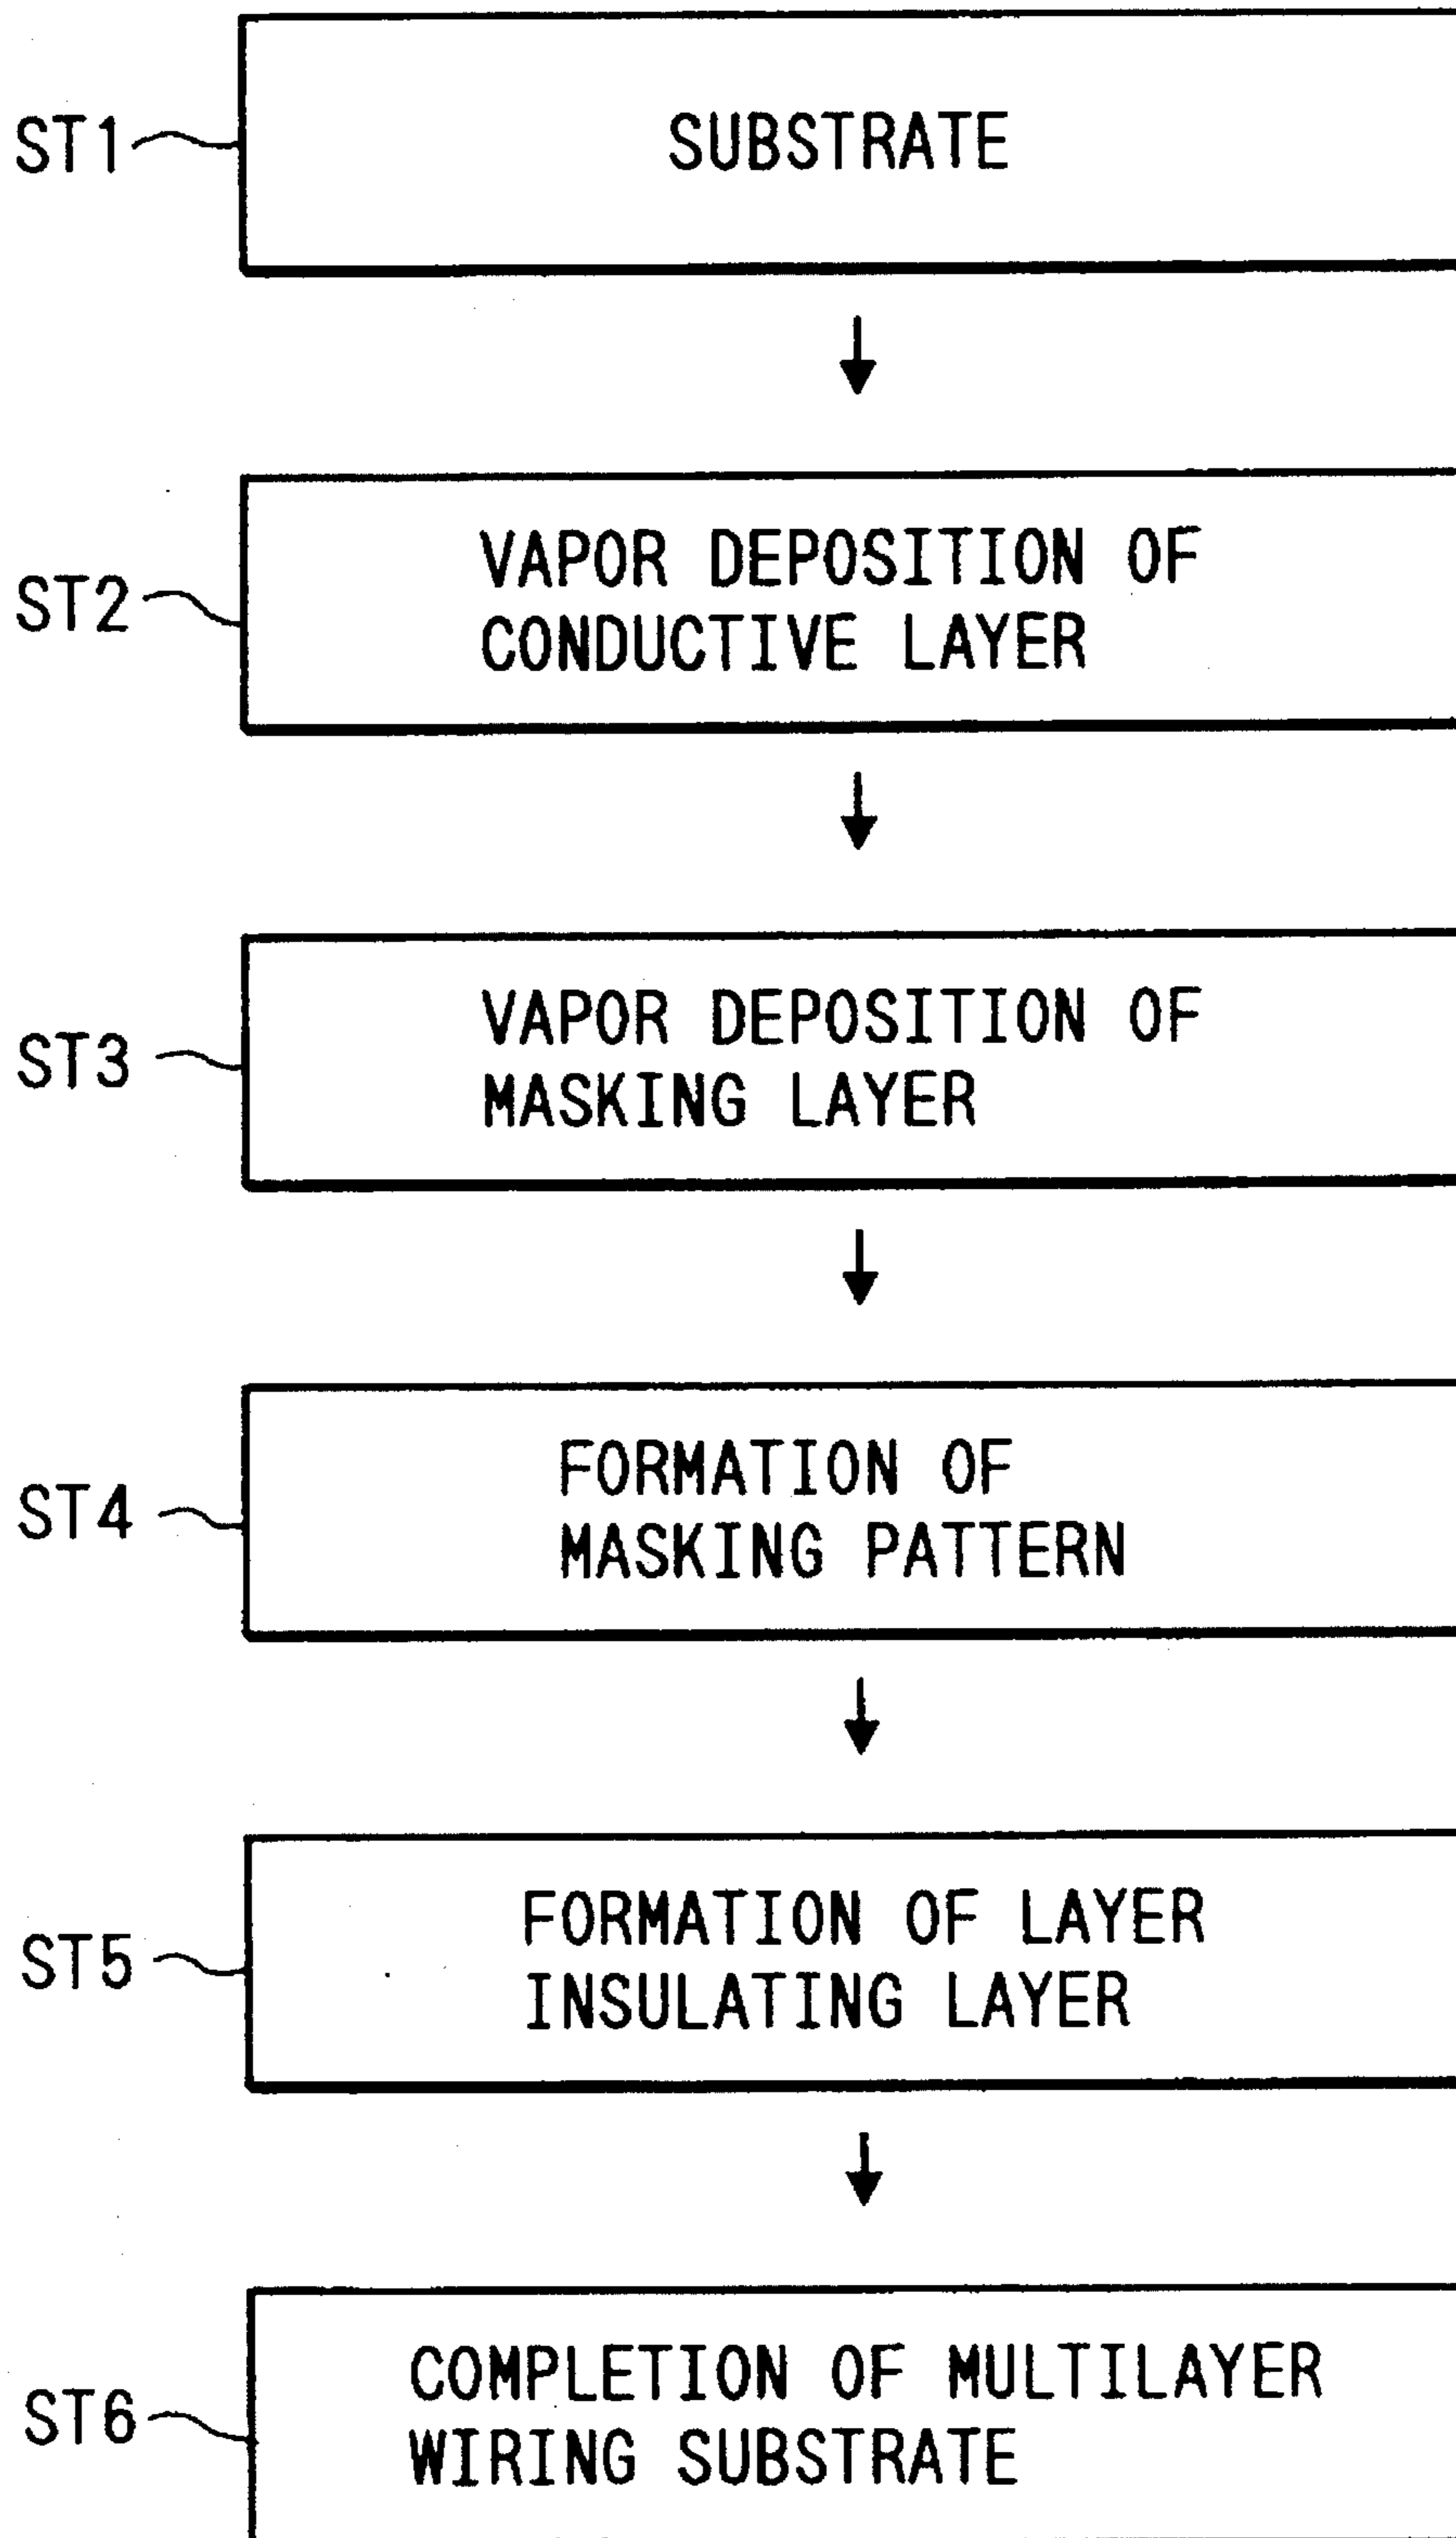 ST1
SUBSTRATE
ST2
VAPOR DEPOSITION OF
CONDUCTIVE LAYER
ST3
VAPOR DEPOSITION OF
MASKING LAYER
ST4
FORMATION OF
MASKING PATTERN
ST5
FORMATION OF LAYER
INSULATING LAYER
ST6
COMPLETION OF MULTILAYER
WIRING SUBSTRATE